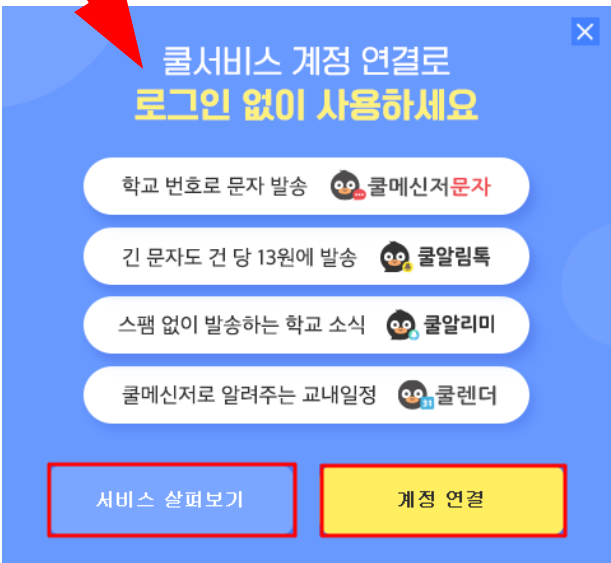 쿨서비스 계정 연결로
로그인 없이 사용하세요
학교 번호로 문자 발송 쿨메신저문자
긴 문자도 건 당 13원에 발송 쿨알림톡
스팸 없이 발송하는 학교 소식 쿨알리미
쿨메신저로 알려주는 교내일정 31 쿨렌더
서비스 살펴보기 계정 연결